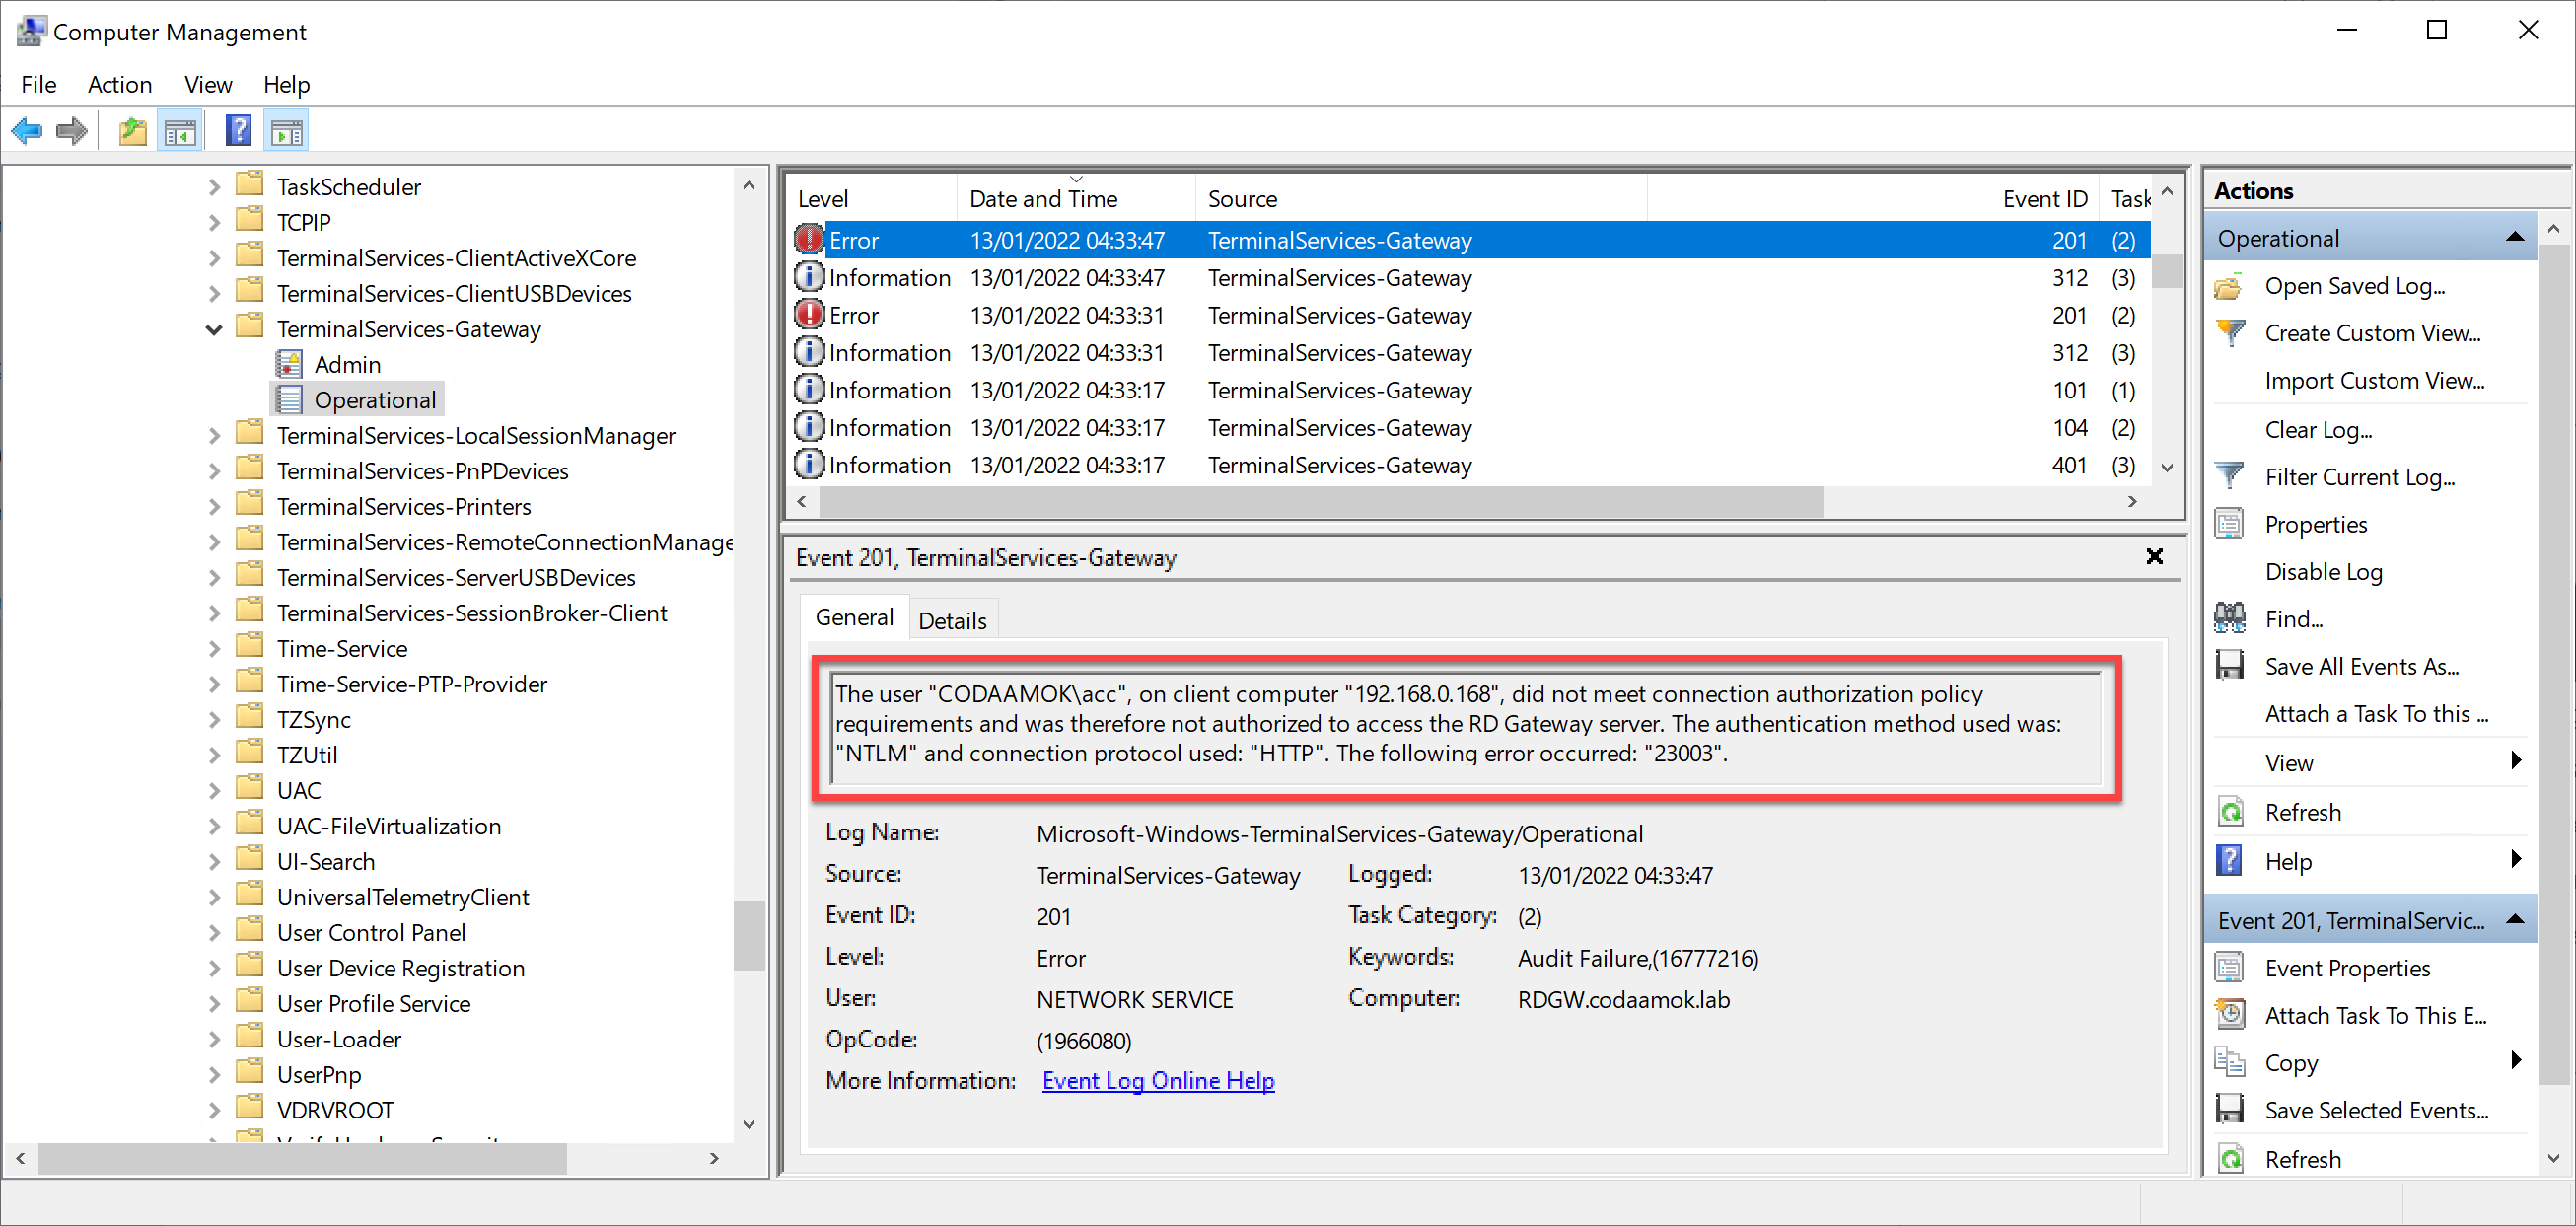 Computer Management
File Action View Help
TaskScheduler
TCPIP
TerminalServices-ClientActiveXCore
TerminalServices-ClientUSBDevices
TerminalServices-Gateway
Admin
Operational
TerminalServices-LocalSessionManager
TerminalServices-PnPDevices
TerminalServices-Printers
TerminalServices-RemoteConnectionManage
TerminalServices-ServerUSBDevices
TerminalServices-SessionBroker-Client
Time-Service
Time-Service-PTP-Provider
TZSync
TZUtil
UAC
UAC-FileVirtualization
UI-Search
UniversalTelemetryClient
User Control Panel
User Device Registration
User Profile Service
User-Loader
UserPnp
VDRVROOT
Level Date and Time Source Event ID Task
Error 13/01/2022 04:33:47 TerminalServices-Gateway 201 (2)
Information 13/01/2022 04:33:47 TerminalServices-Gateway 312 (3)
Error 13/01/2022 04:33:31 TerminalServices-Gateway 201 (2)
Information 13/01/2022 04:33:31 TerminalServices-Gateway 312 (3)
Information 13/01/2022 04:33:17 TerminalServices-Gateway 101 (1)
Information 13/01/2022 04:33:17 TerminalServices-Gateway 104 (2)
Information 13/01/2022 04:33:17 TerminalServices-Gateway 401 (3)
Event 201, TerminalServices-Gateway
General Details
The user "CODAAMOK\acc", on client computer "192.168.0.168", did not meet connection authorization policy
requirements and was therefore not authorized to access the RD Gateway server. The authentication method used was:
"NTLM" and connection protocol used: "HTTP". The following error occurred: "23003".
Log Name: Microsoft-Windows-TerminalServices-Gateway/Operational
Source: TerminalServices-Gateway Logged: 13/01/2022 04:33:47
Event ID: 201 Task Category: (2)
Level: Error Keywords: Audit Failure,(16777216)
User: NETWORK SERVICE Computer: RDGW.codaamok.lab
OpCode: (1966080)
More Information: Event Log Online Help
Actions
Operational
Open Saved Log...
Create Custom View...
Import Custom View...
Clear Log...
Filter Current Log...
Properties
Disable Log
Find...
Save All Events As...
Attach a Task To this ...
View
Refresh
Help
Event 201, TerminalServic...
Event Properties
Attach Task To This E...
Copy
Save Selected Events...
Refresh